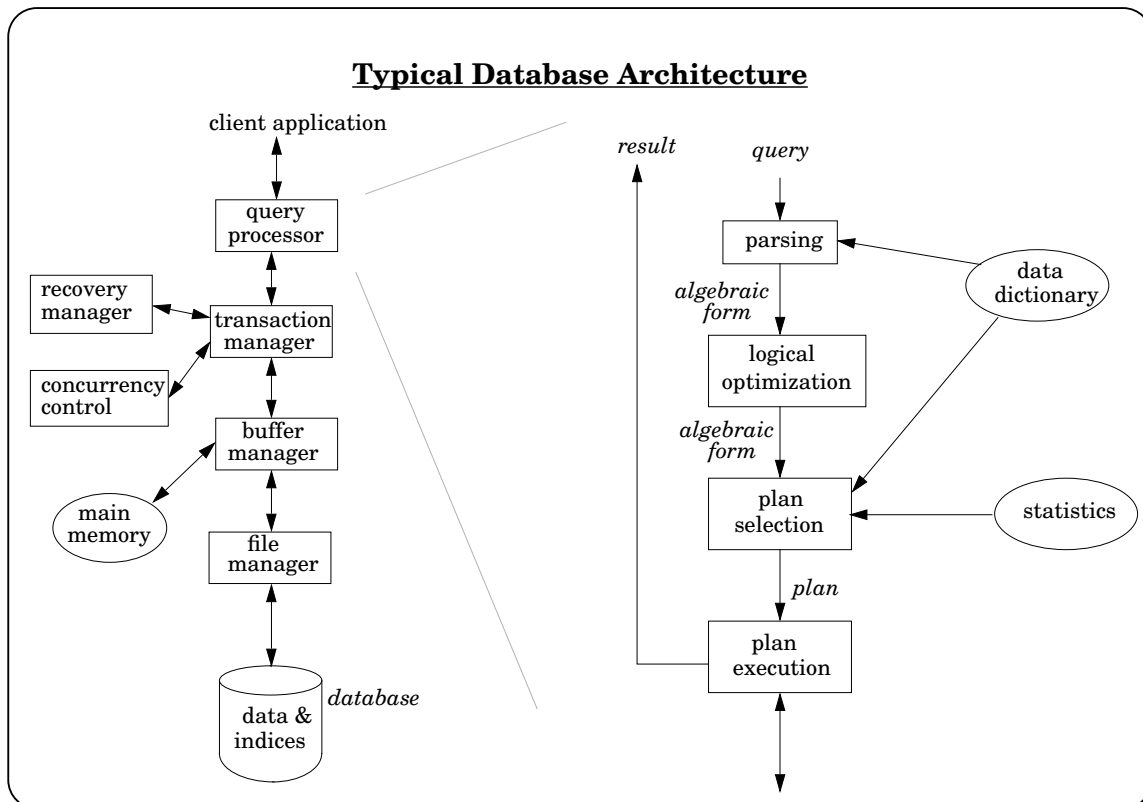 Typical Database Architecture
client application
query
processor
recovery
manager
transaction
manager
concurrency
control
buffer
manager
main
memory
file
manager
database
data &
indices
result
query
parsing
data
dictionary
algebraic
form
logical
optimization
algebraic
form
plan
selection
statistics
plan
plan
execution